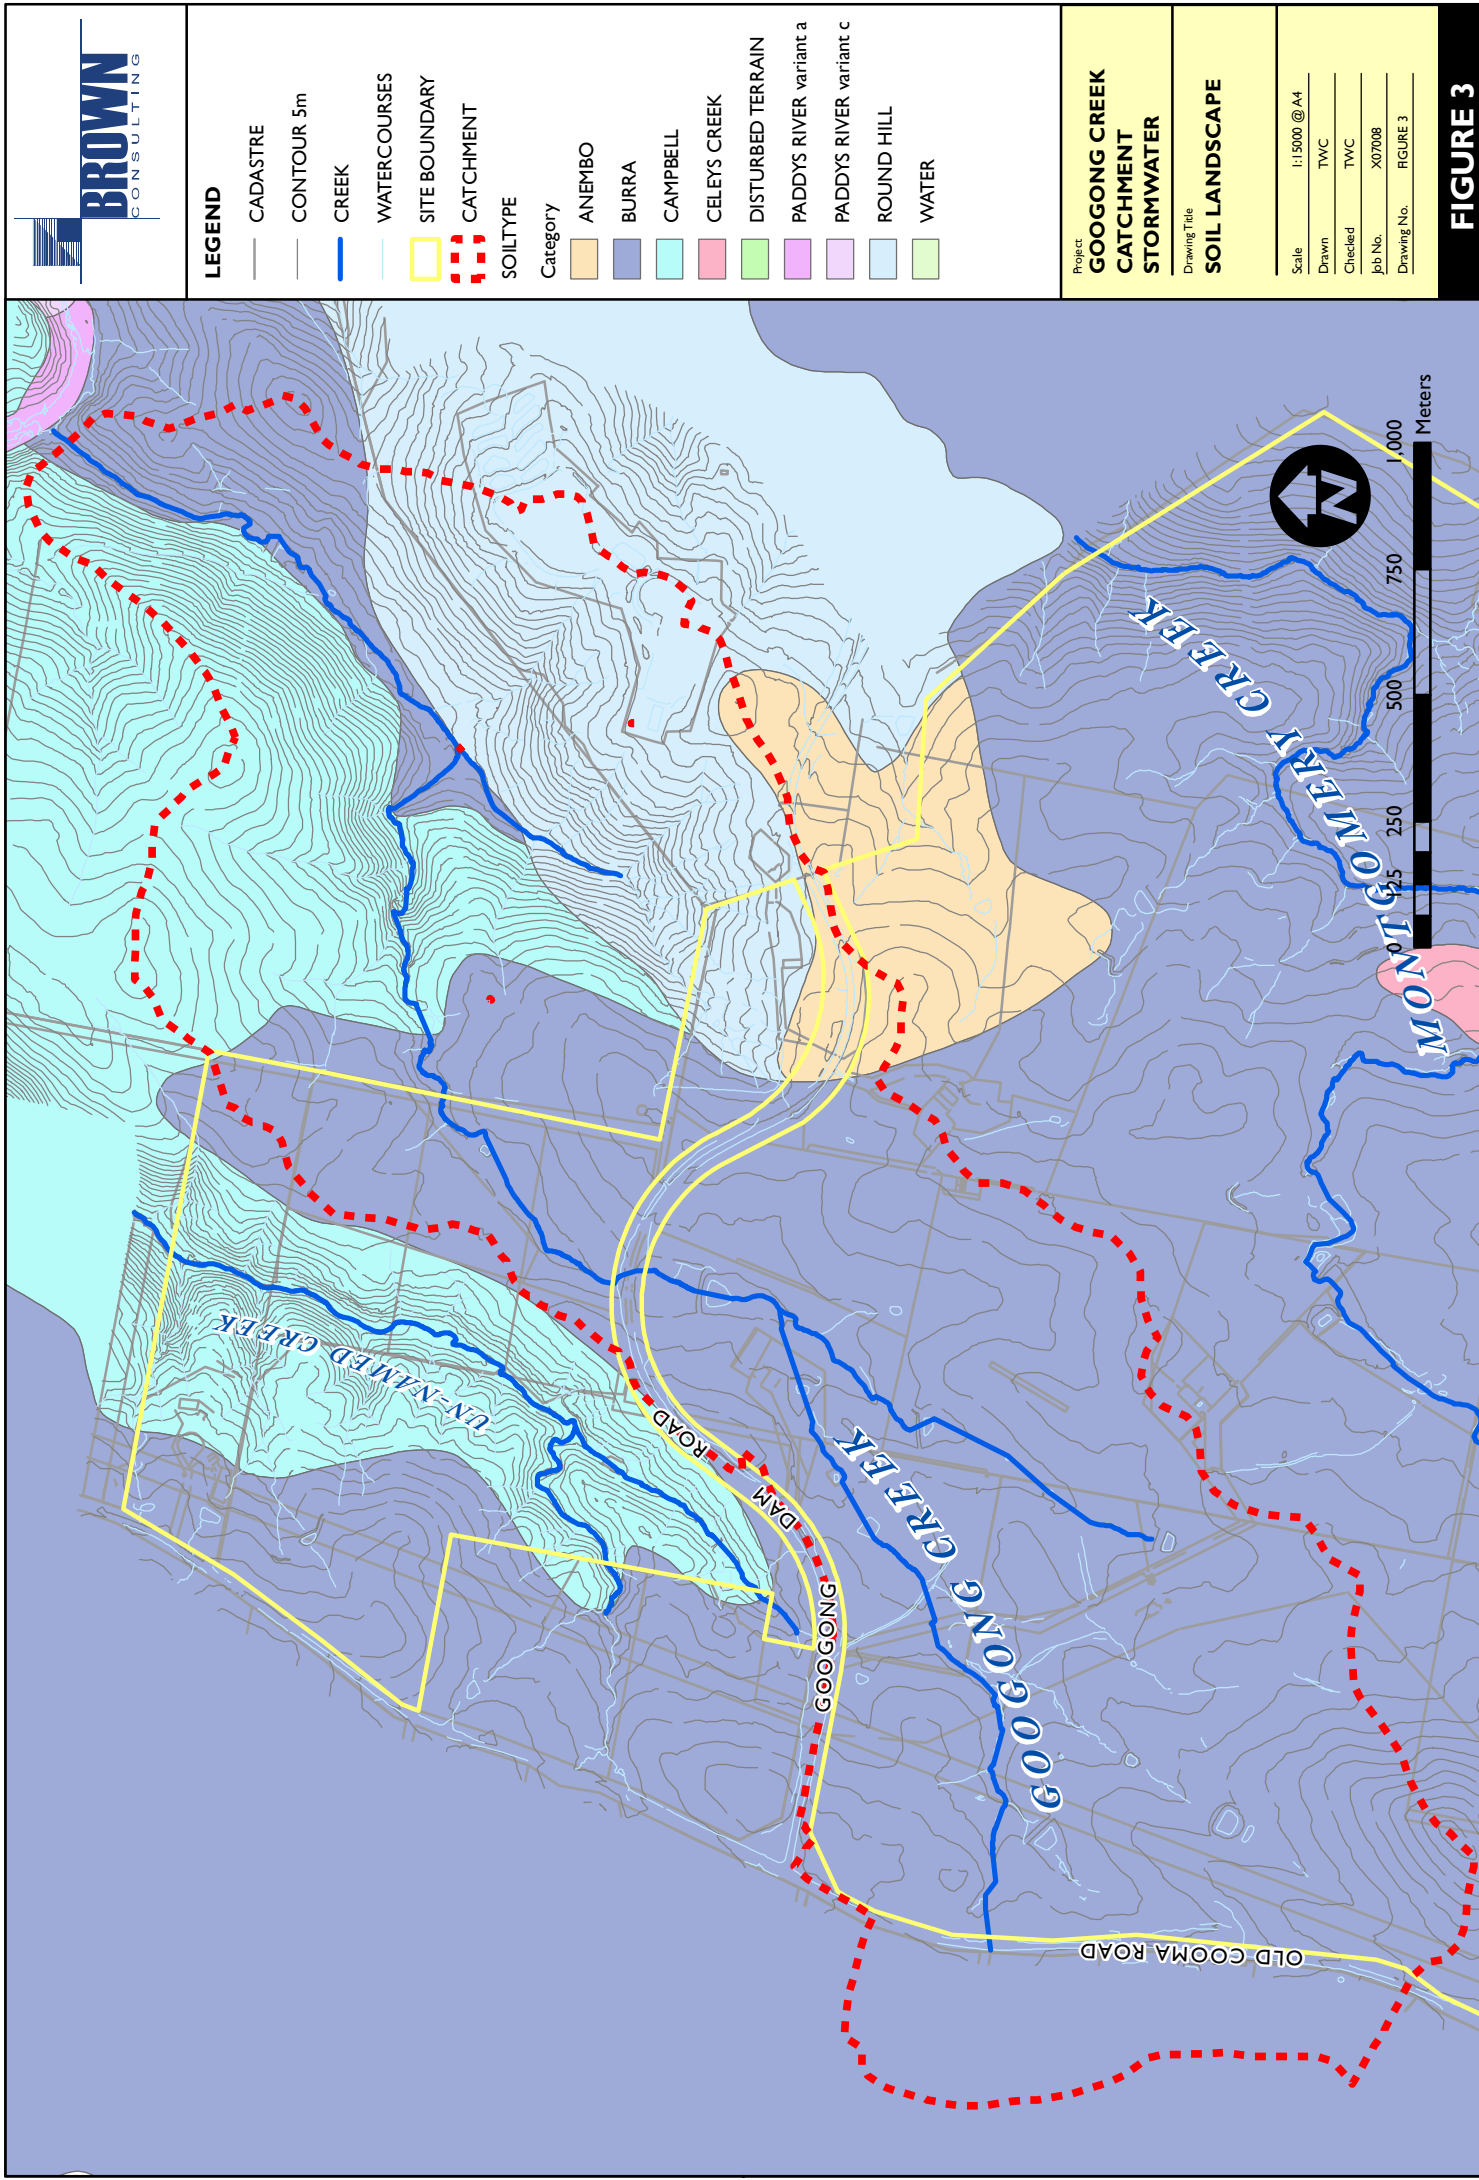 BROWN
CONSULTING
LEGEND
CADASTRE
CONTOUR 5m
CREEK
WATERCOURSES
SITE BOUNDARY
CATCHMENT
SOILTYPE
Category
ANEMBO
BURRA
CAMPBELL
CELEYS CREEK
DISTURBED TERRAIN
PADDYS RIVER variant a
PADDYS RIVER variant c
ROUND HILL
WATER
Project
GOOGONG CREEK
CATCHMENT
STORMWATER
Drawing Title
SOIL LANDSCAPE
Scale 1:15000 @ A4
Drawn TWC
Checked TWC
Job No. X07008
Drawing No. FIGURE 3
FIGURE 3
UN-NAMED CREEK
GOOGONG DAM ROAD
GOOGONG CREEK
MONTGOMERY CREEK
OLD COOMA ROAD
N
0 125 250 500 750 1,000
Meters